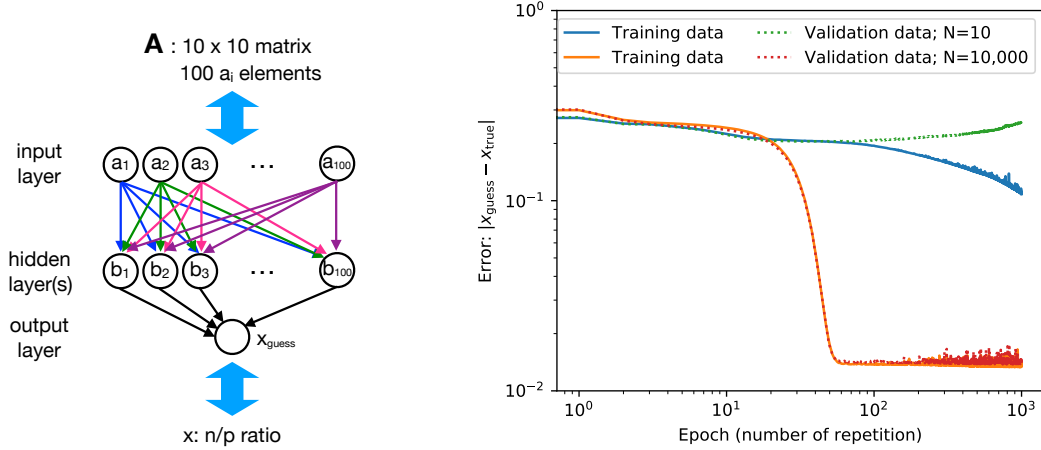 A : 10 x 10 matrix
100 aᵢ elements
input
layer
a₁ a₂ a₃ ... a₁₀₀
hidden
layer(s)
b₁ b₂ b₃ ... b₁₀₀
output
layer
x_guess
x: n/p ratio
10⁰
10⁻¹
10⁻²
Error: |x_guess − x_true|
Training data
Training data
Validation data; N=10
Validation data; N=10,000
10⁰ 10¹ 10² 10³
Epoch (number of repetition)